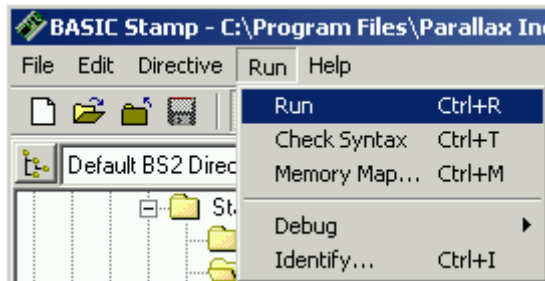 BASIC Stamp - C:\Program Files\Parallax Inc
File Edit Directive Run Help
Run Ctrl+R
Check Syntax Ctrl+T
Default BS2 Direc
Memory Map... Ctrl+M
St
Debug
Identify... Ctrl+I